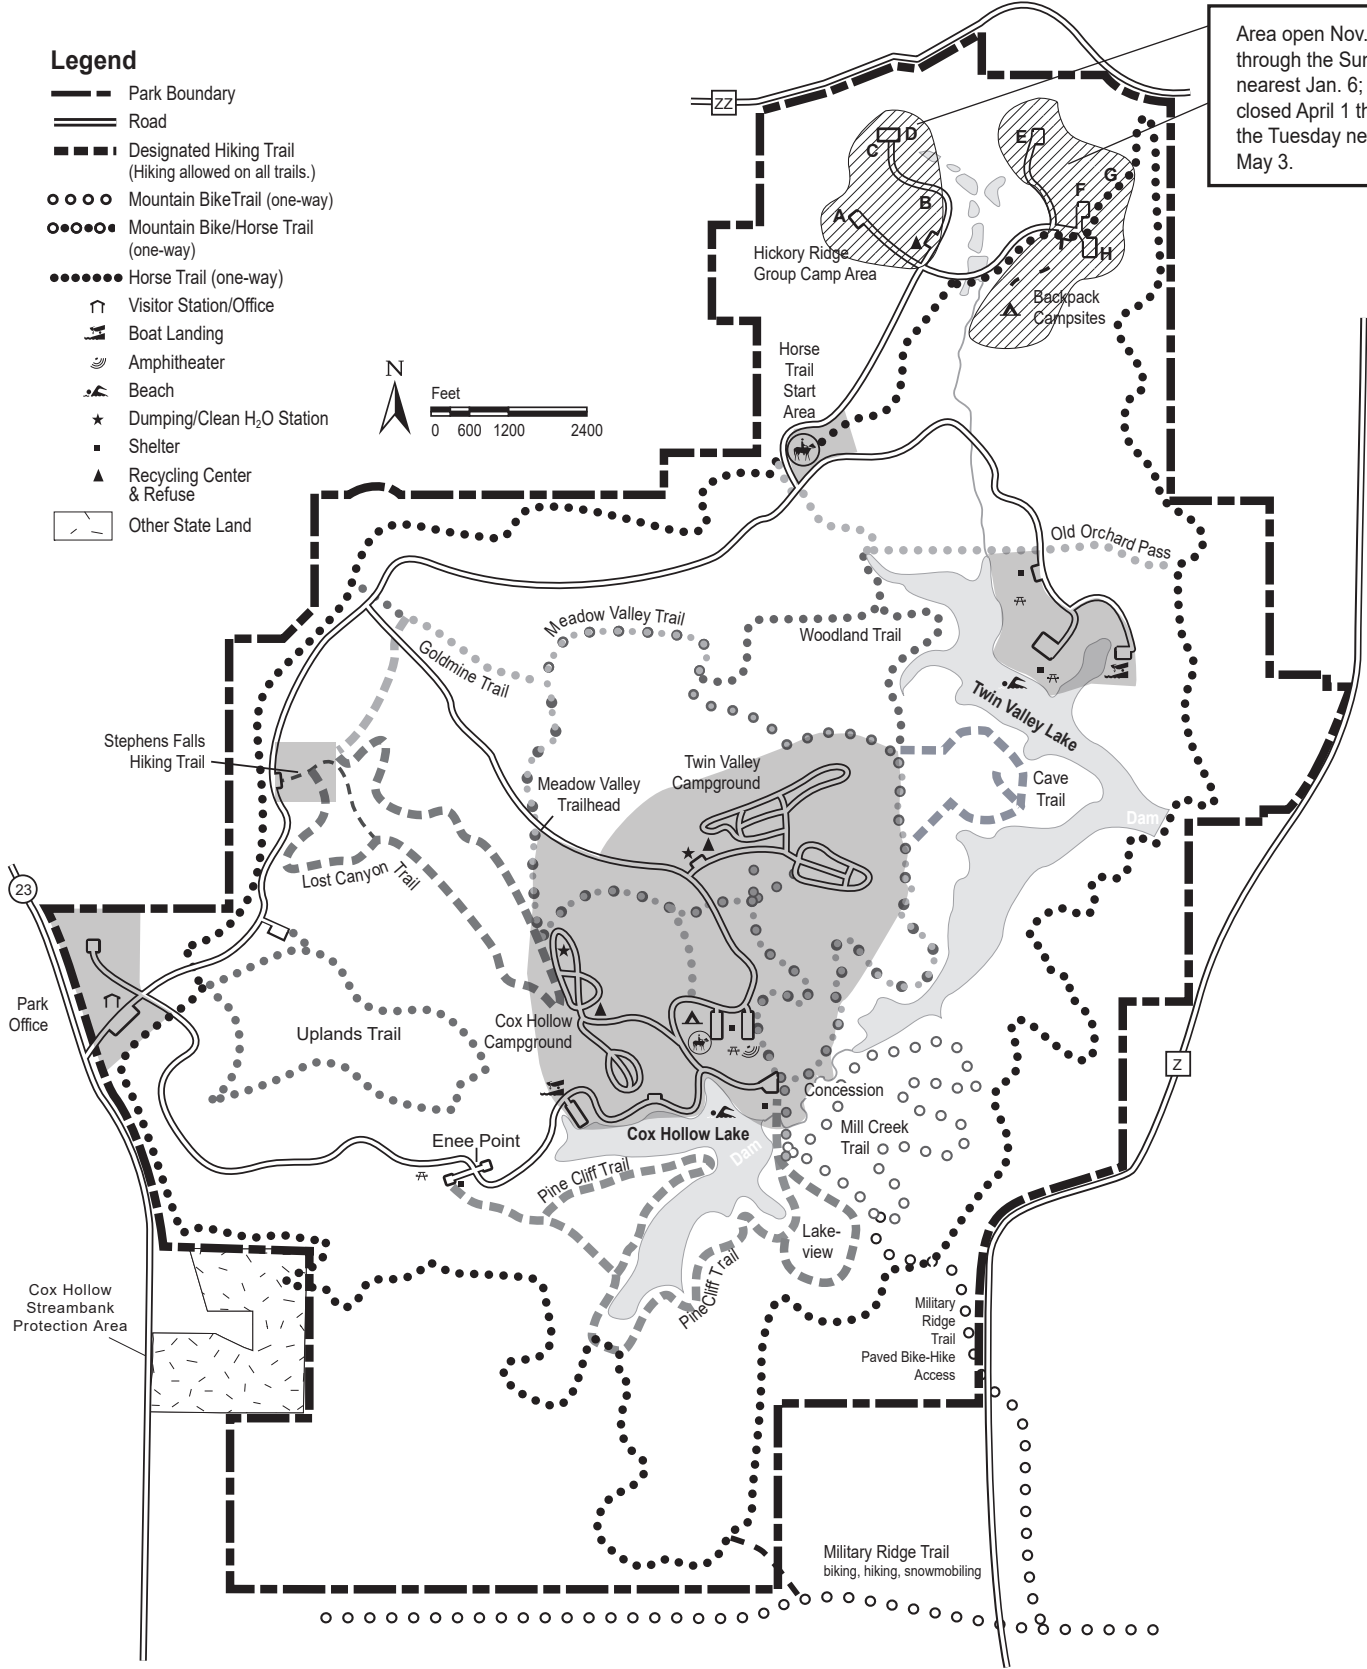 Legend
Park Boundary
Road
Designated Hiking Trail
(Hiking allowed on all trails.)
Mountain BikeTrail (one-way)
Mountain Bike/Horse Trail
(one-way)
Horse Trail (one-way)
Visitor Station/Office
Boat Landing
Amphitheater
Beach
Dumping/Clean H2O Station
Shelter
Recycling Center
& Refuse
Other State Land
N
Feet
0 600 1200 2400
ZZ
Area open Nov.
through the Sun
nearest Jan. 6;
closed April 1 th
the Tuesday ne
May 3.
D
C
B
A
E
F
G
H
Hickory Ridge
Group Camp Area
Backpack
Campsites
Horse
Trail
Start
Area
Old Orchard Pass
Meadow Valley Trail
Woodland Trail
Goldmine Trail
Twin Valley Lake
Stephens Falls
Hiking Trail
Meadow Valley
Trailhead
Twin Valley
Campground
Cave
Trail
Dam
Lost Canyon Trail
23
Park
Office
Uplands Trail
Cox Hollow
Campground
Z
Concession
Mill Creek
Trail
Enee Point
Cox Hollow Lake
Dam
Pine Cliff Trail
Lake-
view
PineCliff Trail
Cox Hollow
Streambank
Protection Area
Military
Ridge
Trail
Paved Bike-Hike
Access
Military Ridge Trail
biking, hiking, snowmobiling